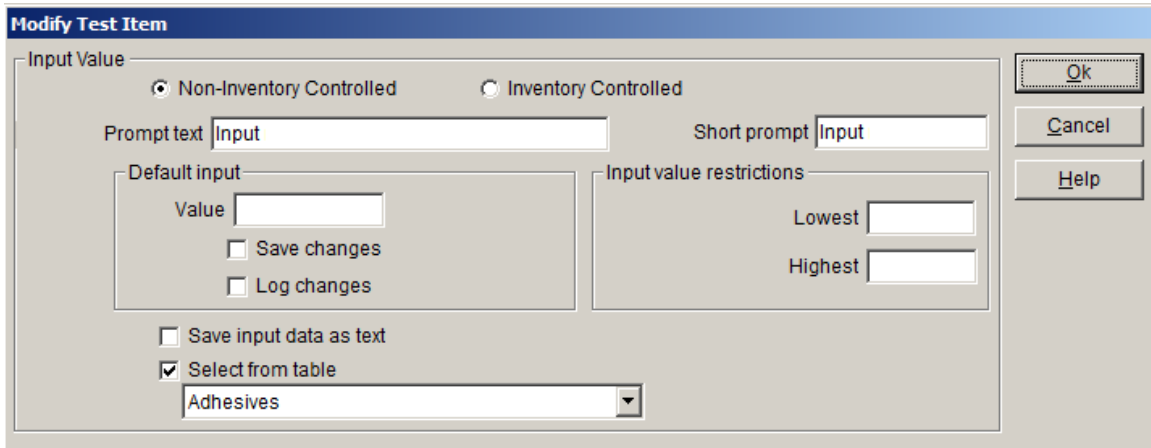 Modify Test Item
Input Value
Non-Inventory Controlled Inventory Controlled
Prompt text Input Short prompt Input
Default input
Value
Save changes
Log changes
Input value restrictions
Lowest
Highest
Save input data as text
Select from table
Adhesives
Ok
Cancel
Help